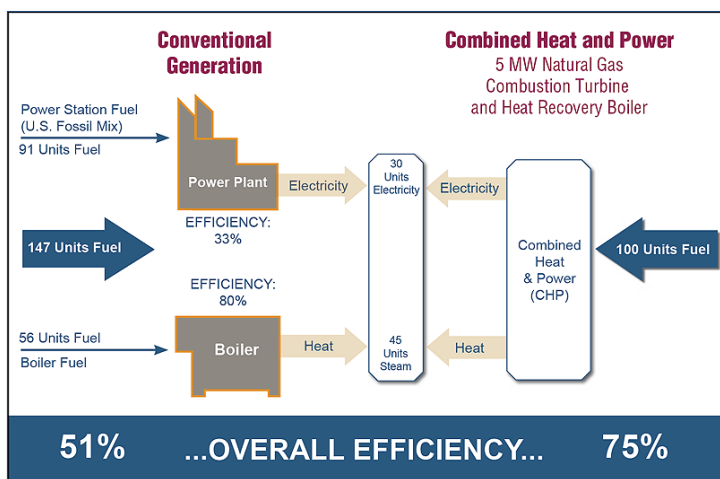 Conventional
Generation
Combined Heat and Power
5 MW Natural Gas
Combustion Turbine
and Heat Recovery Boiler
Power Station Fuel
(U.S. Fossil Mix)
91 Units Fuel
Power Plant
Electricity
30
Units
Electricity
Electricity
EFFICIENCY:
33%
147 Units Fuel
Combined
Heat
& Power
(CHP)
100 Units Fuel
EFFICIENCY:
80%
56 Units Fuel
Boiler Fuel
Boiler
Heat
45
Units
Steam
Heat
51% ...OVERALL EFFICIENCY... 75%